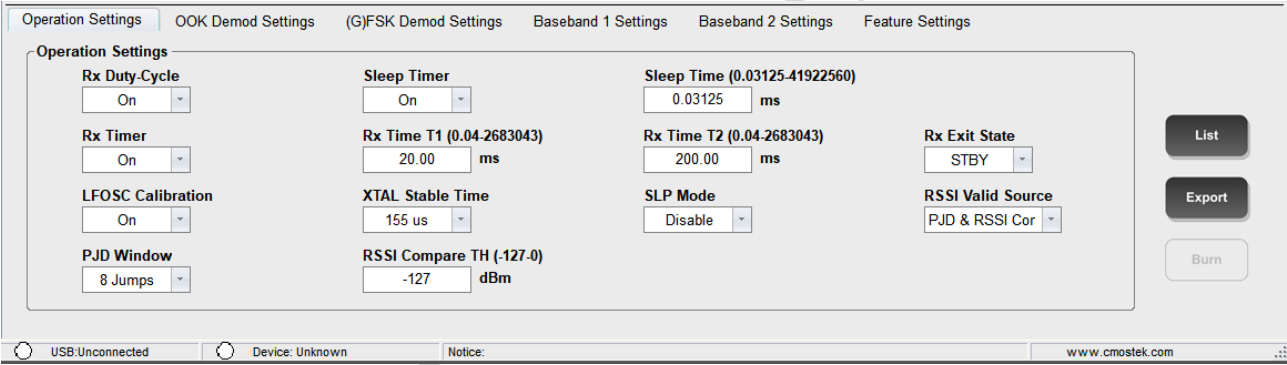 Operation Settings OOK Demod Settings (G)FSK Demod Settings Baseband 1 Settings Baseband 2 Settings Feature Settings
Operation Settings
Rx Duty-Cycle Sleep Timer Sleep Time (0.03125-41922560)
On On 0.03125 ms
Rx Timer Rx Time T1 (0.04-2683043) Rx Time T2 (0.04-2683043) Rx Exit State
On 20.00 ms 200.00 ms STBY
List
LFOSC Calibration XTAL Stable Time SLP Mode RSSI Valid Source
On 155 us Disable PJD & RSSI Cor
Export
PJD Window RSSI Compare TH (-127-0)
8 Jumps -127 dBm
Burn
USB:Unconnected Device: Unknown Notice: www.cmostek.com